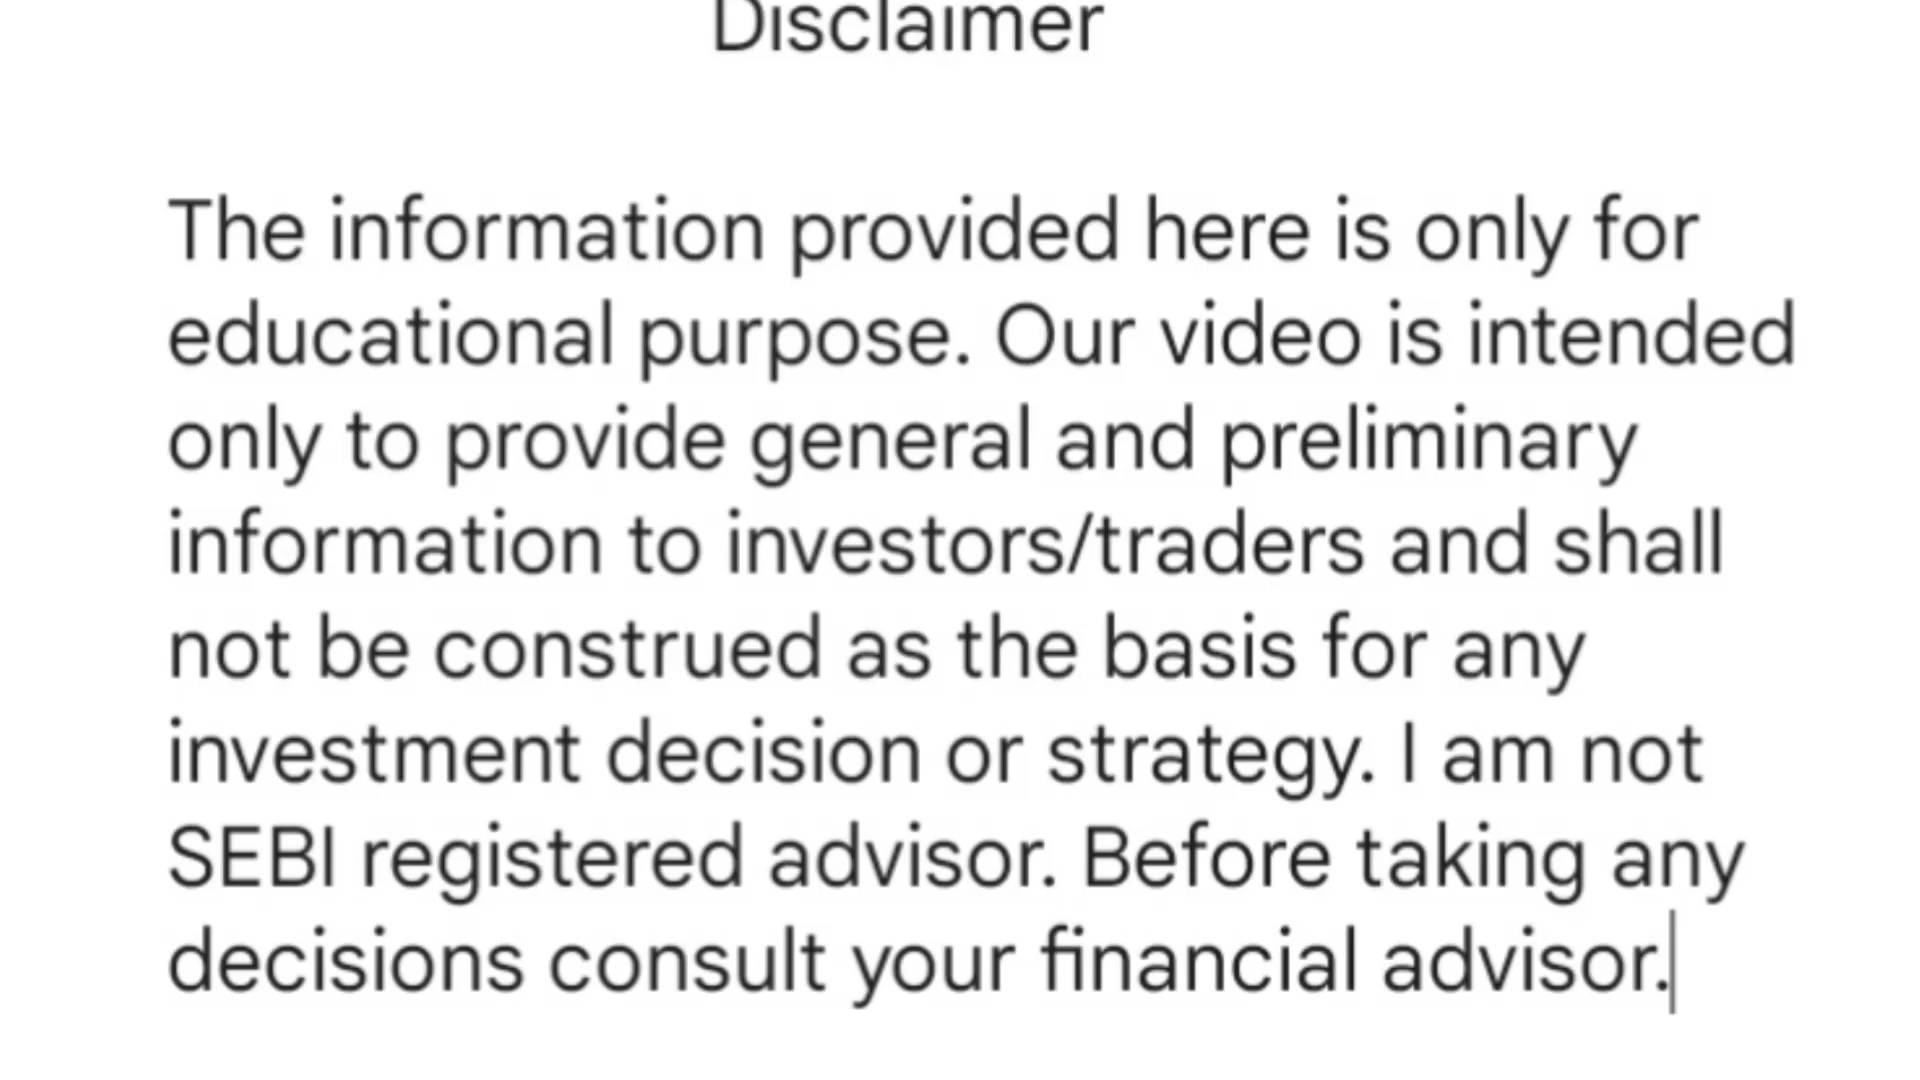 Disclaimer
The information provided here is only for
educational purpose. Our video is intended
only to provide general and preliminary
information to investors/traders and shall
not be construed as the basis for any
investment decision or strategy. I am not
SEBI registered advisor. Before taking any
decisions consult your financial advisor.